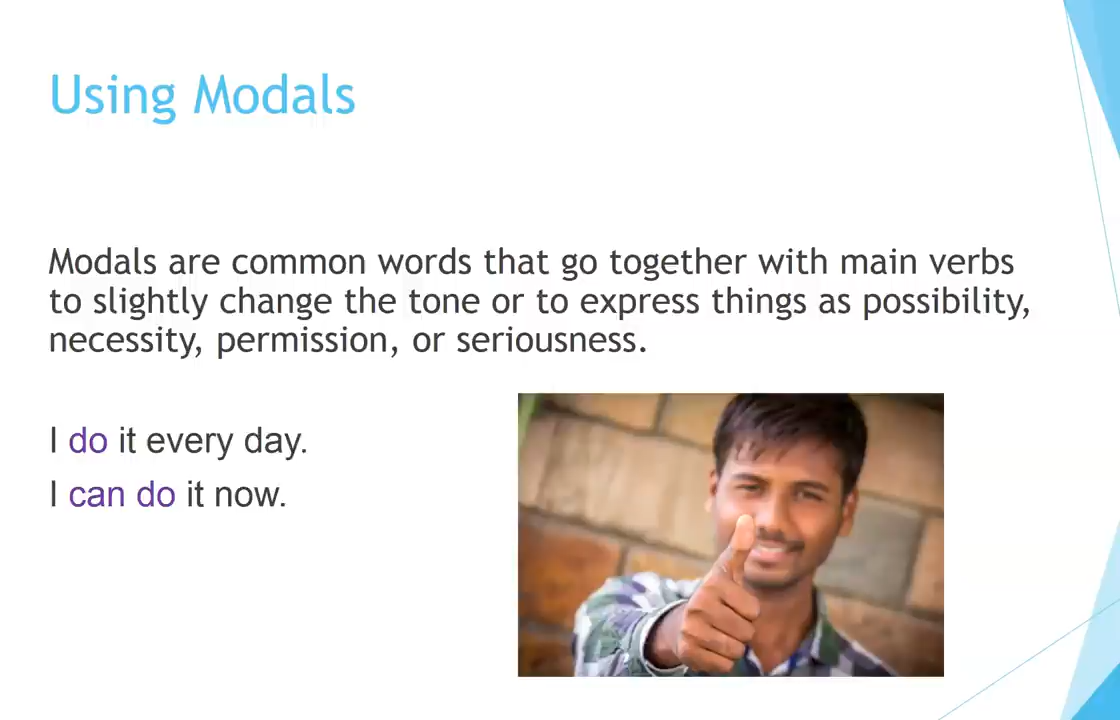 Using Modals
Modals are common words that go together with main verbs
to slightly change the tone or to express things as possibility,
necessity, permission, or seriousness.
I do it every day.
I can do it now.